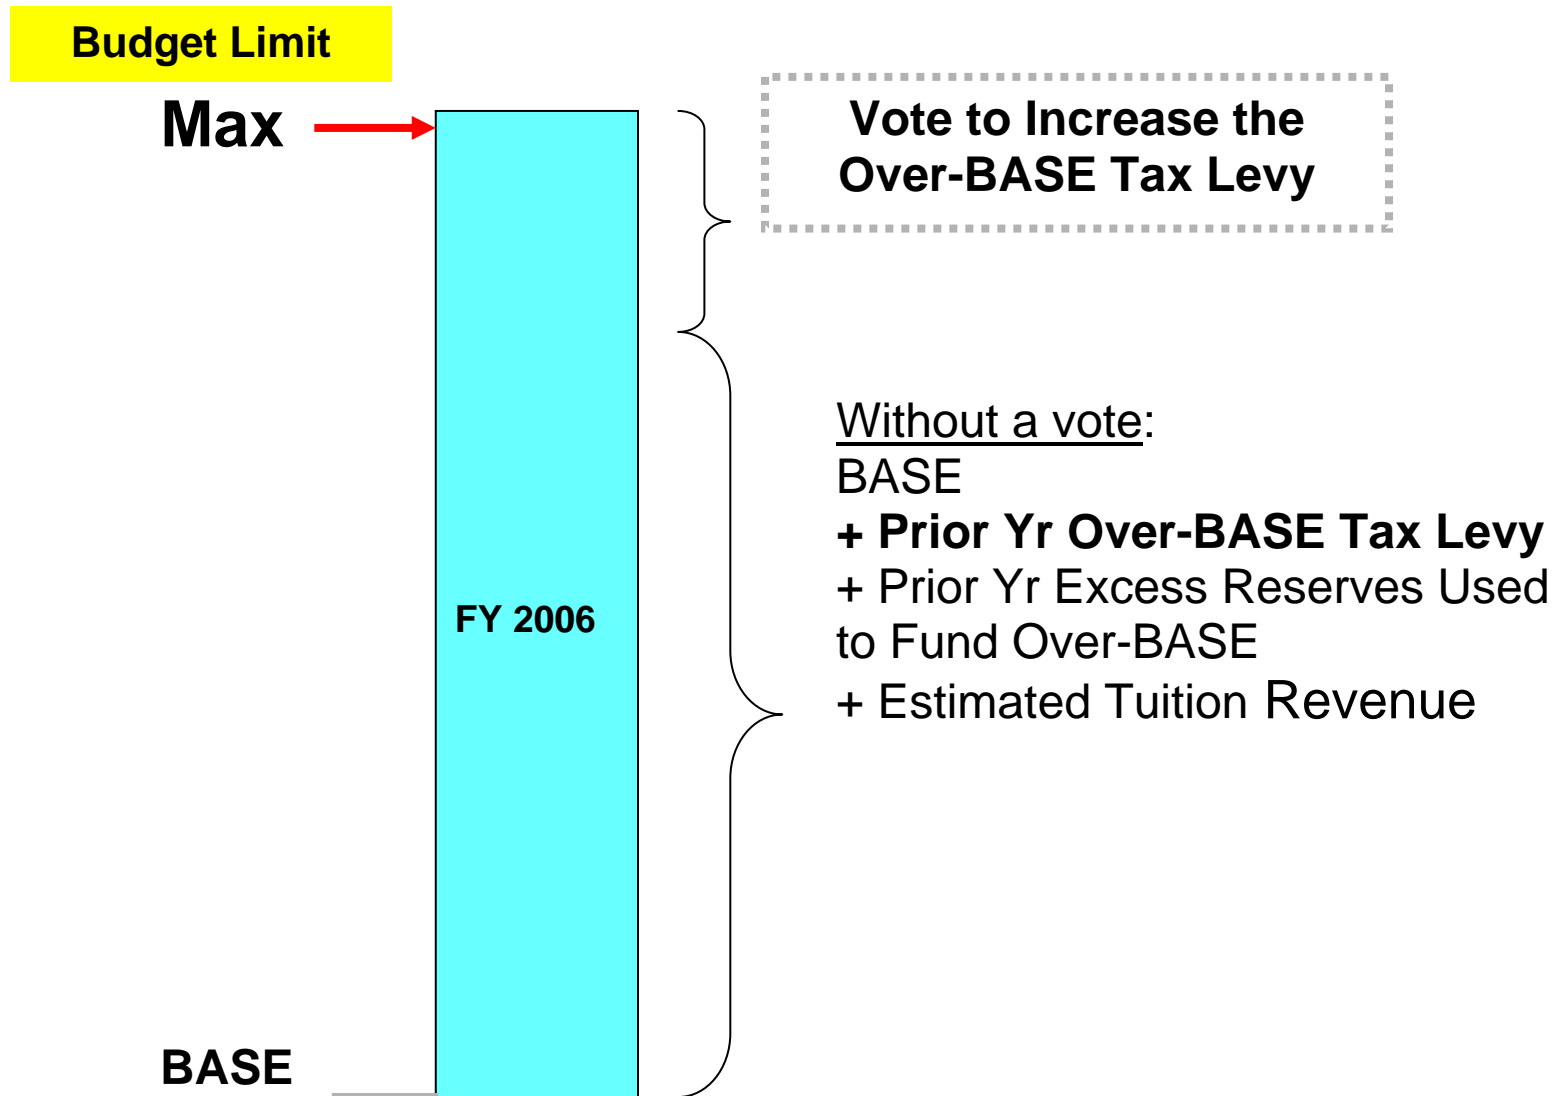 Budget Limit
Max
Vote to Increase the
Over-BASE Tax Levy
Without a vote:
BASE
+ Prior Yr Over-BASE Tax Levy
+ Prior Yr Excess Reserves Used
to Fund Over-BASE
+ Estimated Tuition Revenue
FY 2006
BASE